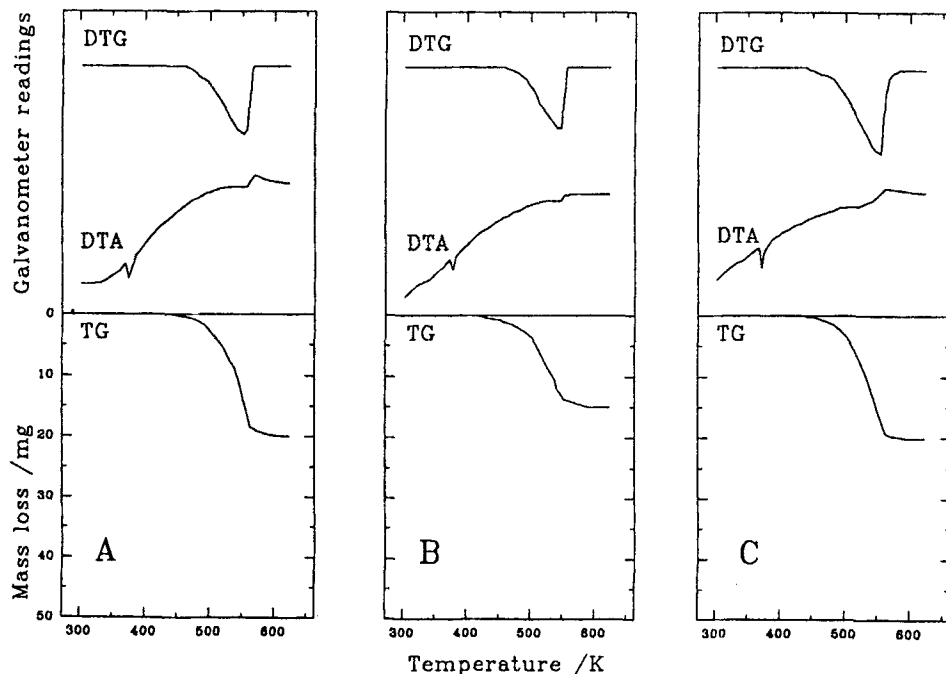 Galvanometer readings
DTG
DTA
DTG
DTA
DTG
DTA
Mass loss /mg
0
10
20
30
40
50
TG
A
TG
B
TG
C
300 400 500 600
300 400 500 600
300 400 500 600
Temperature /K